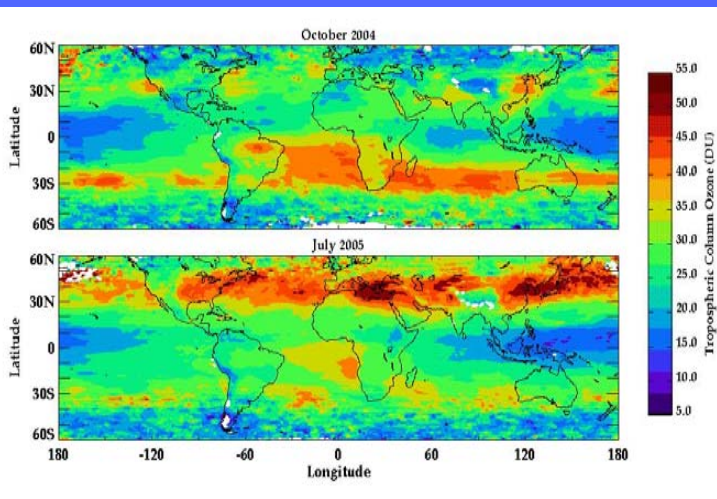 October 2004
60N
30N
0
30S
60S
Latitude
July 2005
60N
30N
0
30S
60S
Latitude
180 -120 -60 0 60 120 180
Longitude
55.0
50.0
45.0
40.0
35.0
30.0
25.0
20.0
15.0
10.0
5.0
Tropospheric Column Ozone (DU)